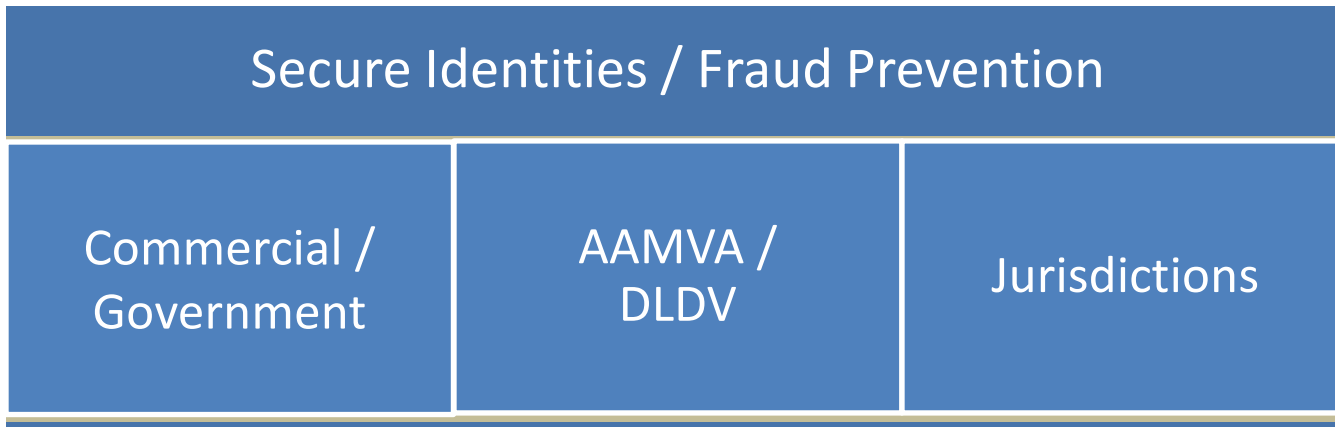 Secure Identities / Fraud Prevention
Commercial /
Government
AAMVA /
DLDV
Jurisdictions